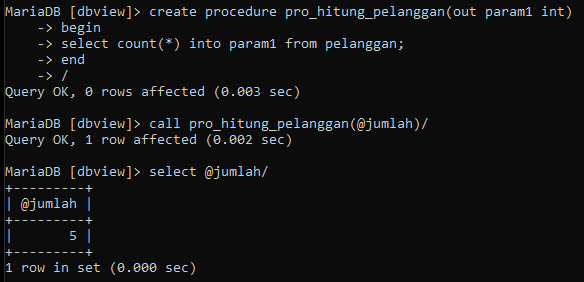 MariaDB [dbview]> create procedure pro_hitung_pelanggan(out param1 int)
    -> begin
    -> select count(*) into param1 from pelanggan;
    -> end
    -> /
Query OK, 0 rows affected (0.003 sec)

MariaDB [dbview]> call pro_hitung_pelanggan(@jumlah)/
Query OK, 1 row affected (0.002 sec)

MariaDB [dbview]> select @jumlah/
+---------+
| @jumlah |
+---------+
|       5 |
+---------+
1 row in set (0.000 sec)